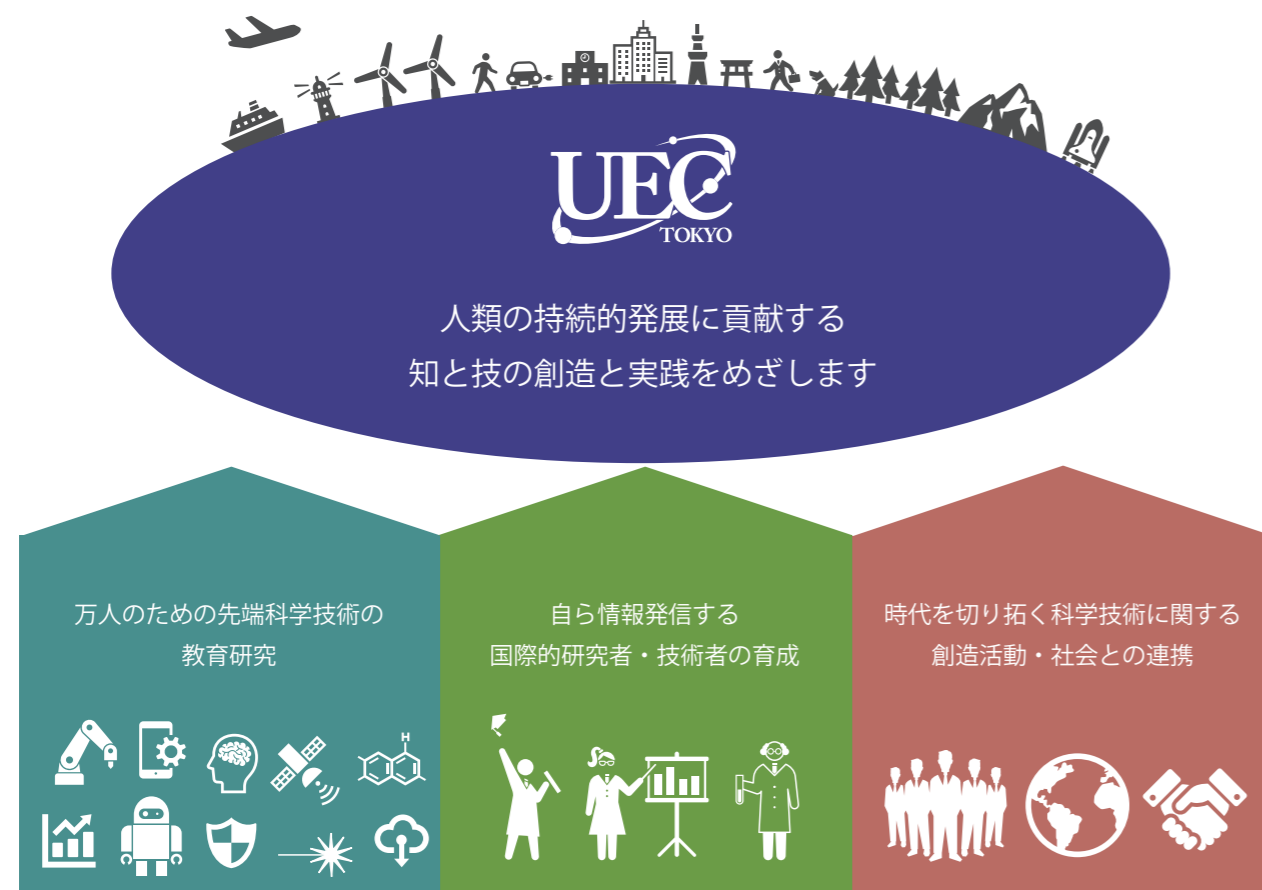 UEC
TOKYO
人類の持続的発展に貢献する
知と技の創造と実践をめざします
万人のための先端科学技術の
教育研究
自ら情報発信する
国際的研究者・技術者の育成
時代を切り拓く科学技術に関する
創造活動・社会との連携
H